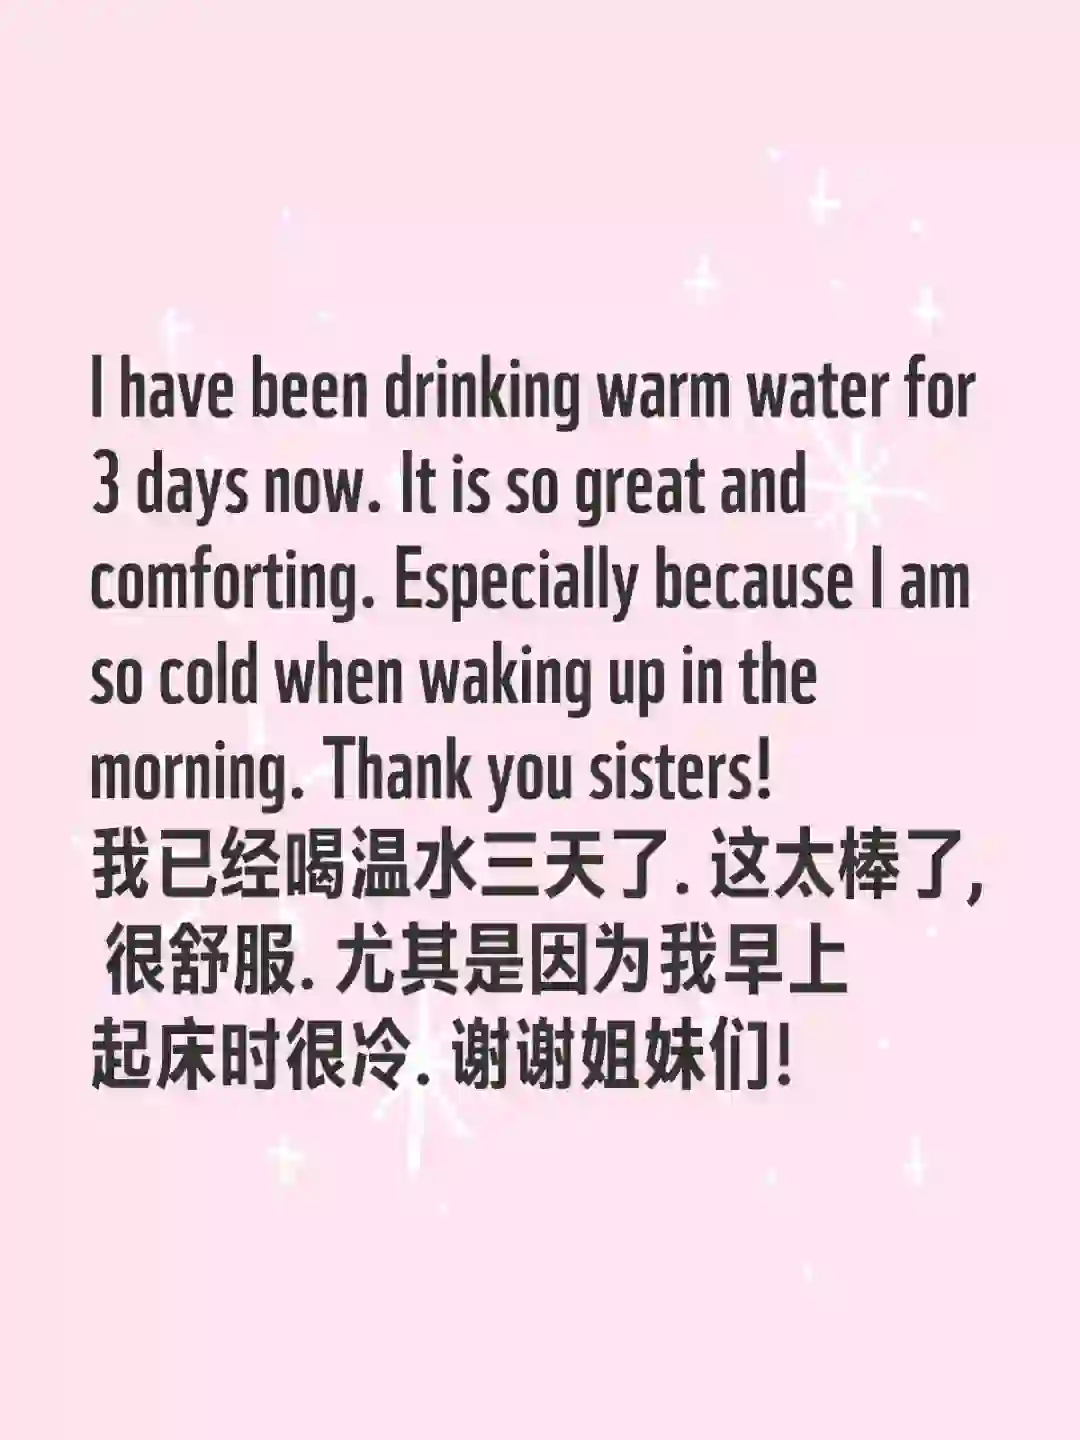 I have been drinking warm water for
3 days now. It is so great and
comforting. Especially because I am
so cold when waking up in the
morning. Thank you sisters!
我已经喝温水三天了. 这太棒了,
很舒服. 尤其是因为我早上
起床时很冷. 谢谢姐妹们!